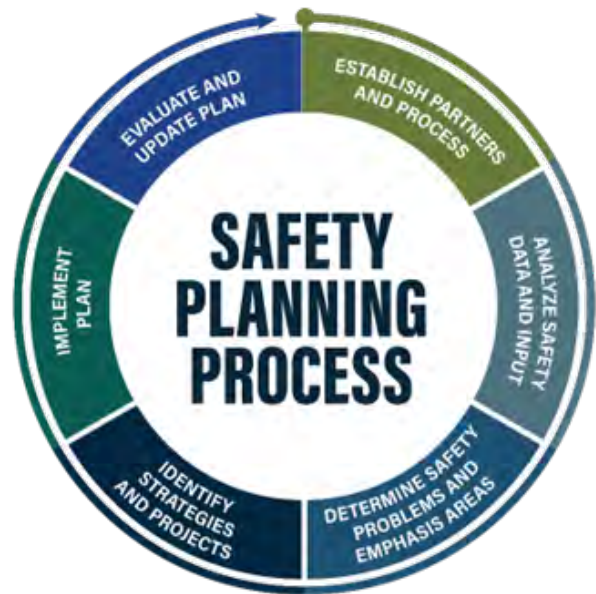 SAFETY
PLANNING
PROCESS
ESTABLISH PARTNERS
AND PROCESS
ANALYZE SAFETY
DATA AND INPUT
DETERMINE SAFETY
PROBLEMS AND
EMPHASIS AREAS
IDENTIFY
STRATEGIES
AND PROJECTS
IMPLEMENT
PLAN
EVALUATE AND
UPDATE PLAN